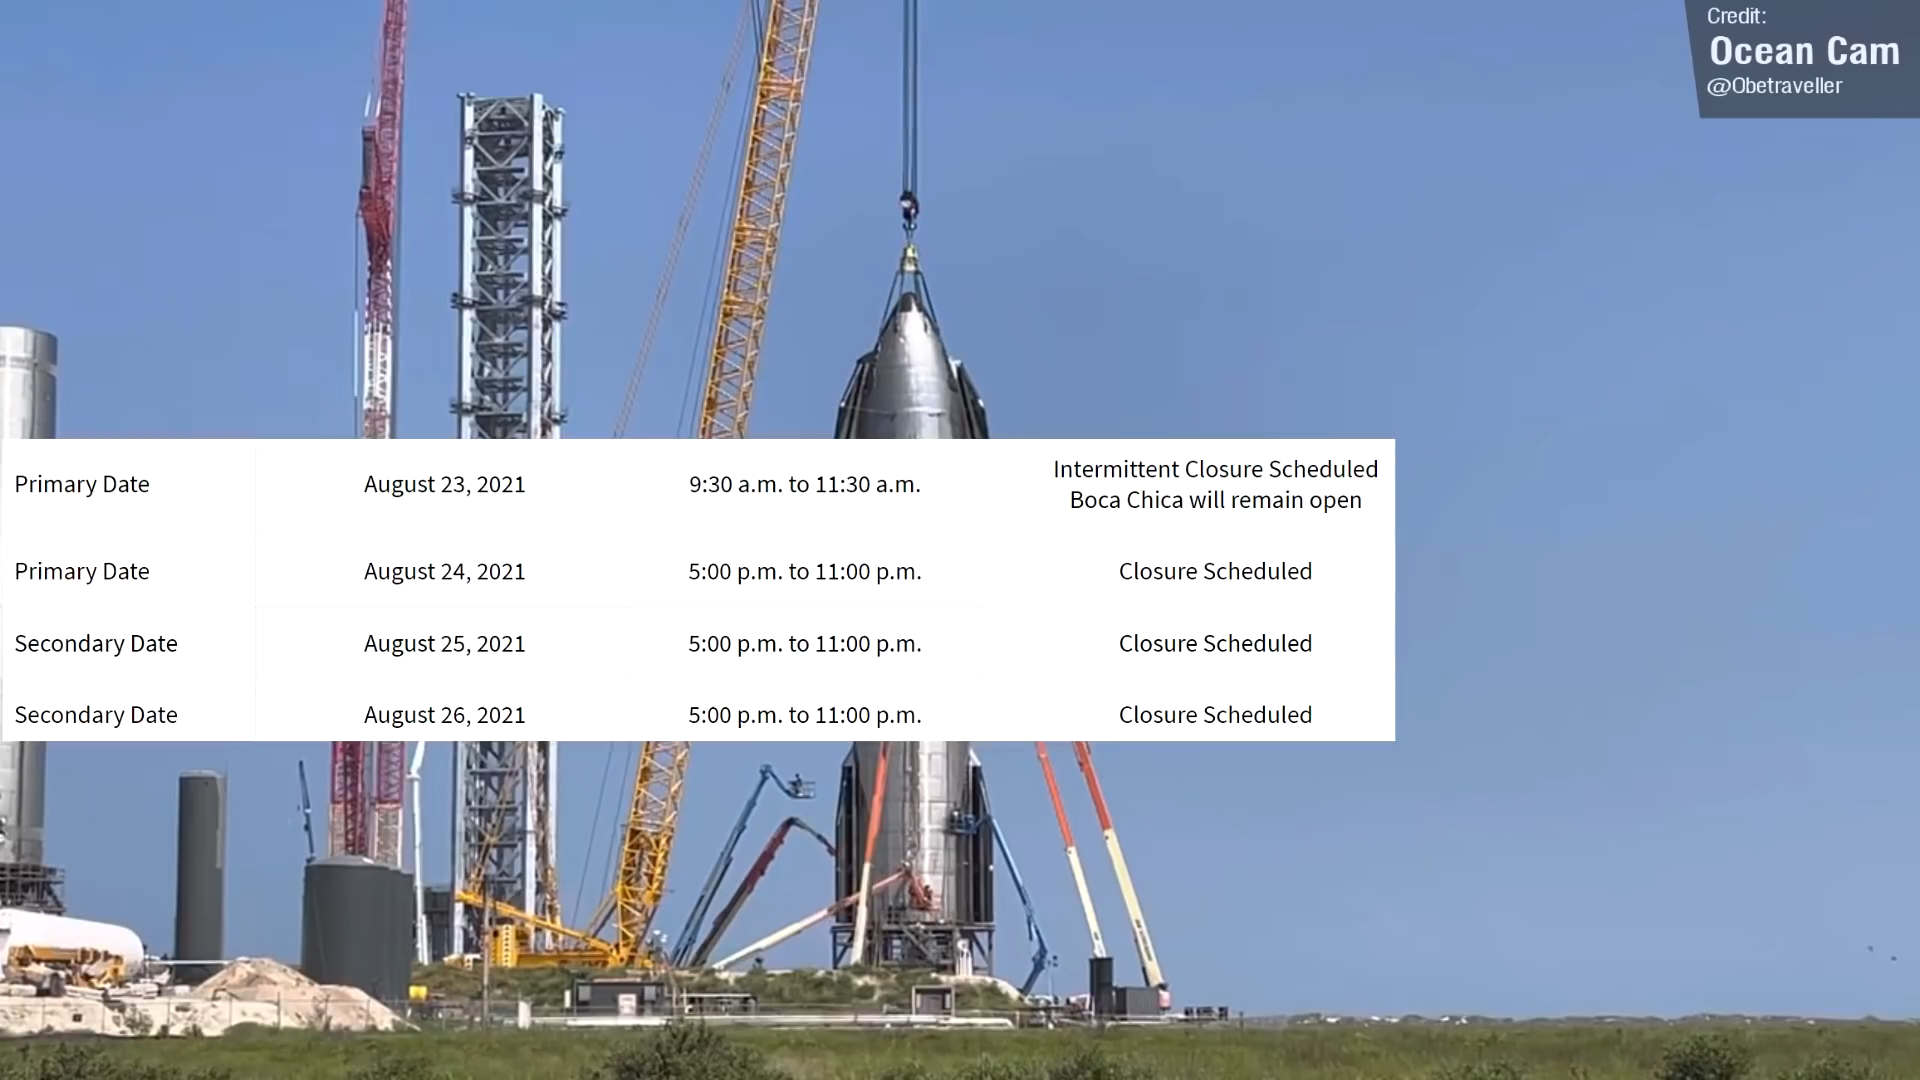 Credit:
Ocean Cam
@Obetraveller
Primary Date August 23, 2021 9:30 a.m. to 11:30 a.m. Intermittent Closure Scheduled
Boca Chica will remain open
Primary Date August 24, 2021 5:00 p.m. to 11:00 p.m. Closure Scheduled
Secondary Date August 25, 2021 5:00 p.m. to 11:00 p.m. Closure Scheduled
Secondary Date August 26, 2021 5:00 p.m. to 11:00 p.m. Closure Scheduled